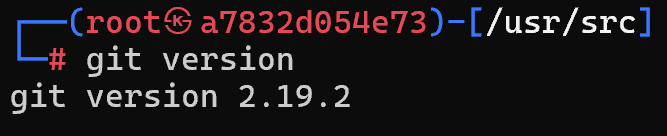 ┌──(root㉿a7832d054e73)-[/usr/src]
└─# git version
git version 2.19.2